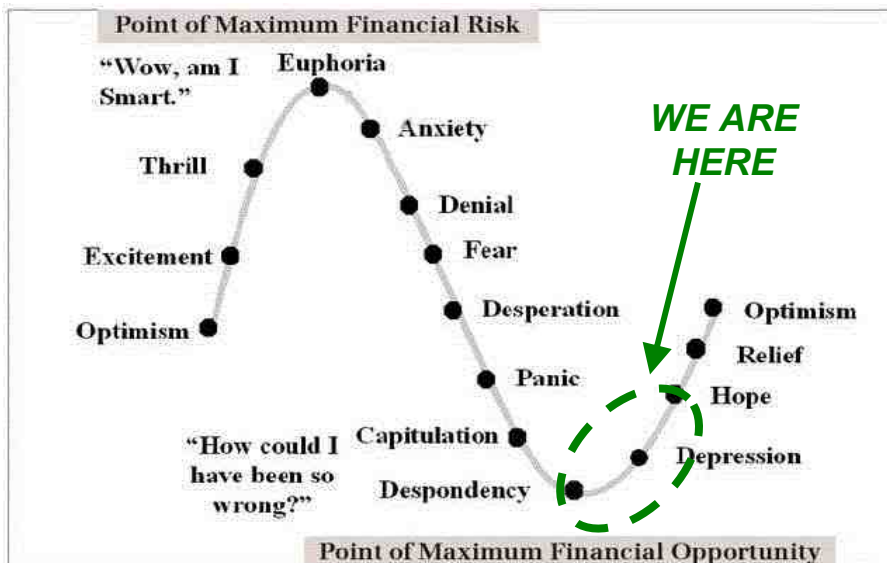 Point of Maximum Financial Risk
“Wow, am I
Smart.”
Euphoria
Thrill
Anxiety
WE ARE
HERE
Excitement
Denial
Fear
Optimism
Desperation
Optimism
Relief
Panic
Hope
Capitulation
Depression
“How could I
have been so
wrong?”
Despondency
Point of Maximum Financial Opportunity